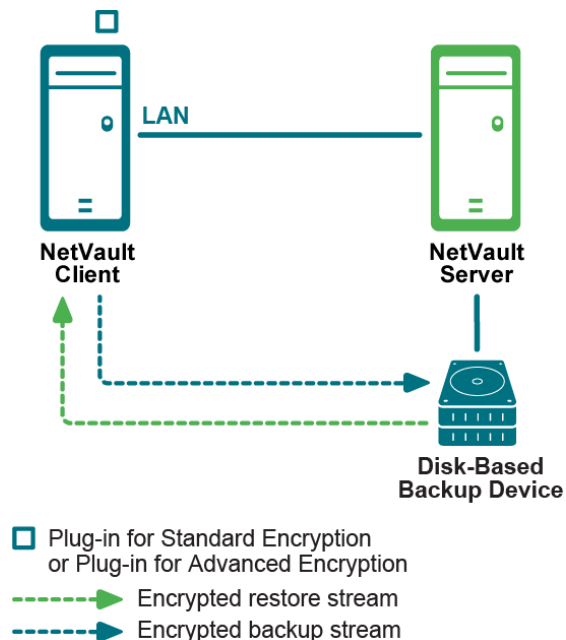 LAN
NetVault
Client
NetVault
Server
Disk-Based
Backup Device
Plug-in for Standard Encryption
or Plug-in for Advanced Encryption
Encrypted restore stream
Encrypted backup stream